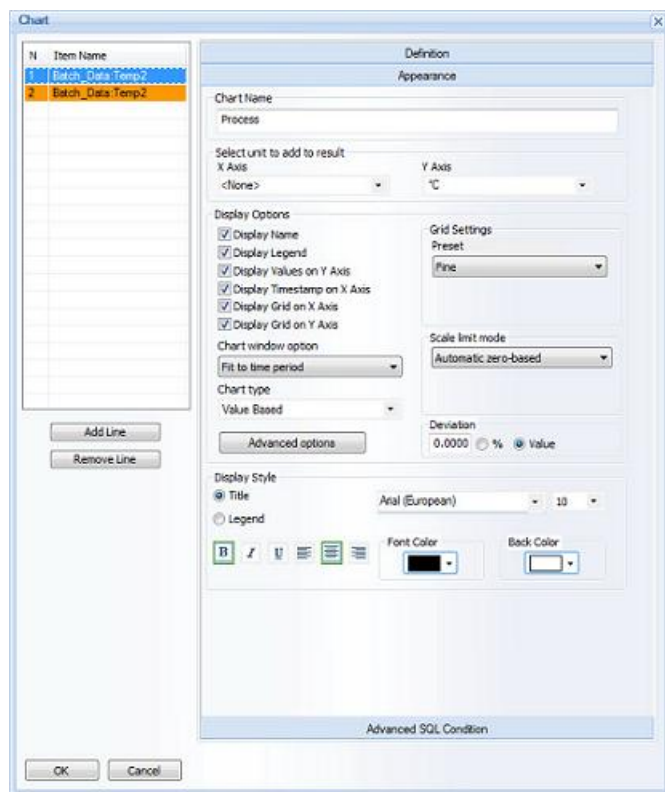 Chart
N Item Name
1 Batch_Data:Temp2
2 Batch_Data:Temp2
Add Line
Remove Line
Definition
Appearance
Chart Name
Process
Select unit to add to result
X Axis
<None>
Y Axis
°C
Display Options
Display Name
Display Legend
Display Values on Y Axis
Display Timestamp on X Axis
Display Grid on X Axis
Display Grid on Y Axis
Chart window option
Fit to time period
Chart type
Value Based
Advanced options
Grid Settings
Preset
Fine
Scale limit mode
Automatic zero-based
Deviation
0.0000 % Value
Display Style
Title
Legend
Arial (European) 10
B I U
Font Color
Back Color
Advanced SQL Condition
OK Cancel